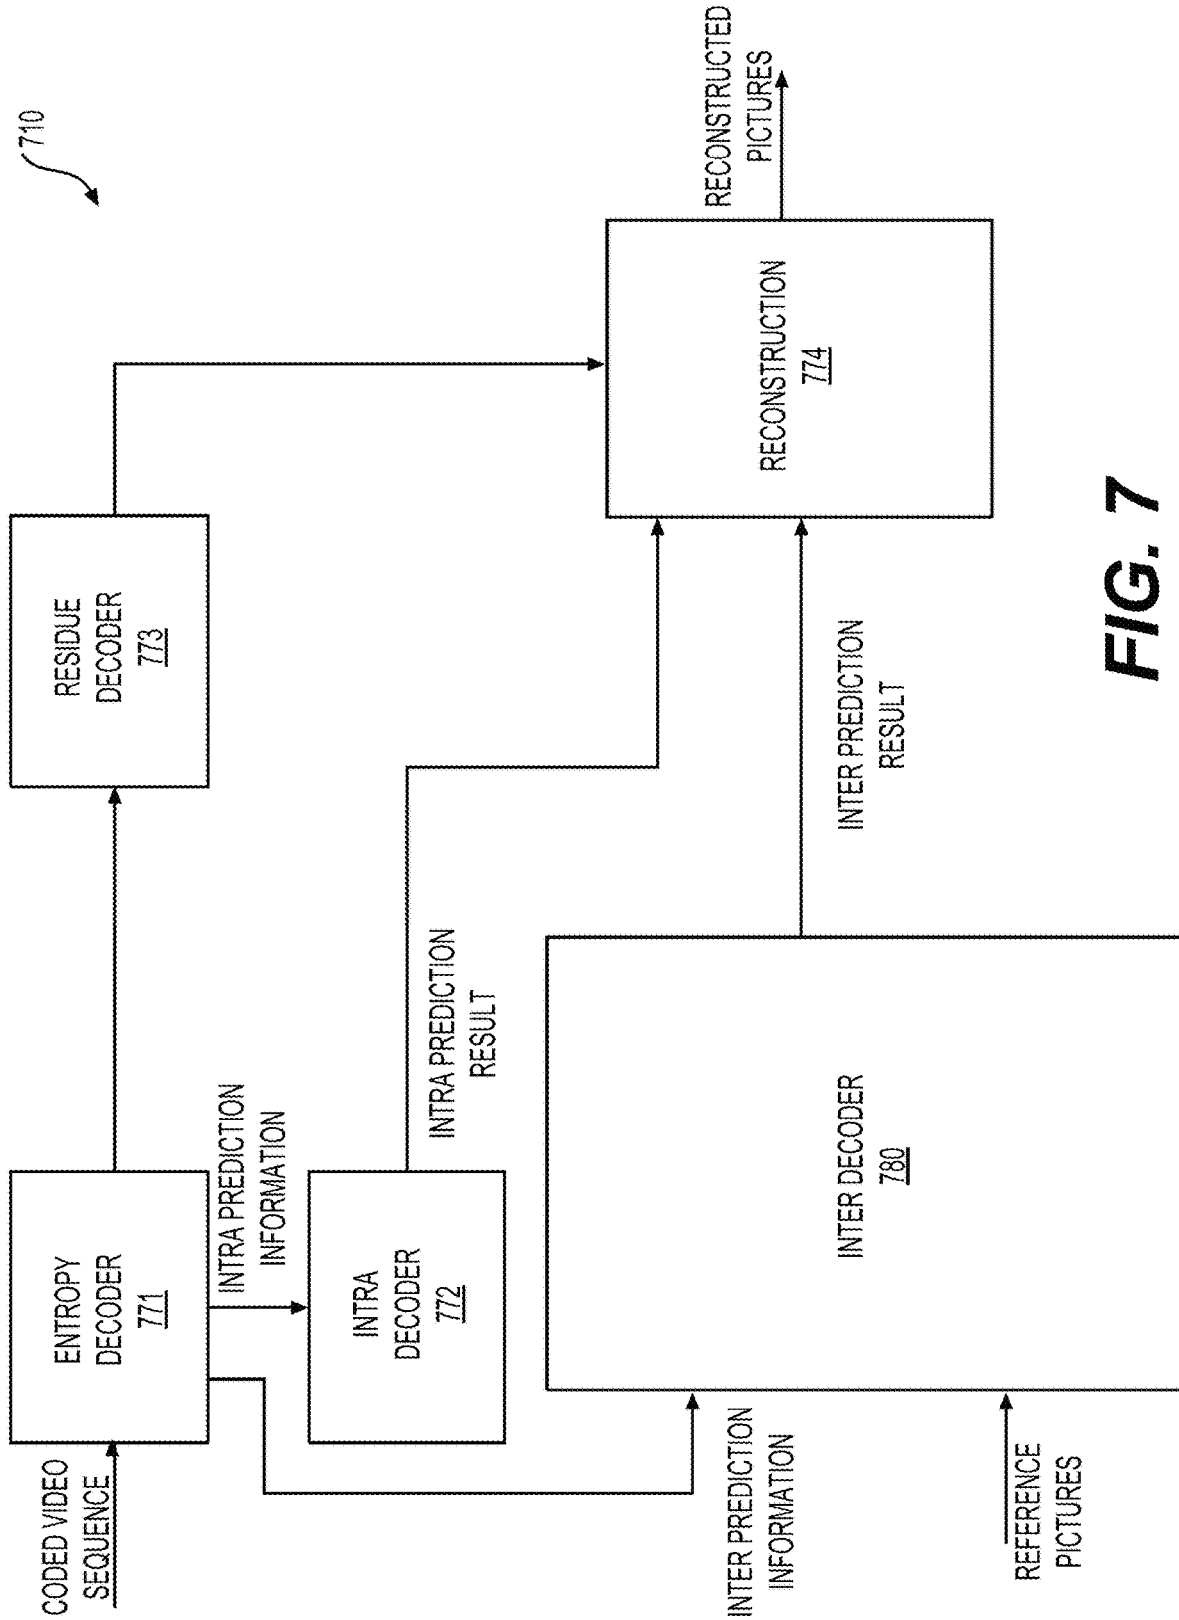 710
CODED VIDEO
SEQUENCE
ENTROPY
DECODER
771
RESIDUE
DECODER
773
INTRA PREDICTION
INFORMATION
INTRA
DECODER
772
INTRA PREDICTION
RESULT
RECONSTRUCTED
PICTURES
RECONSTRUCTION
774
INTER PREDICTION
INFORMATION
INTER DECODER
780
INTER PREDICTION
RESULT
REFERENCE
PICTURES
FIG. 7